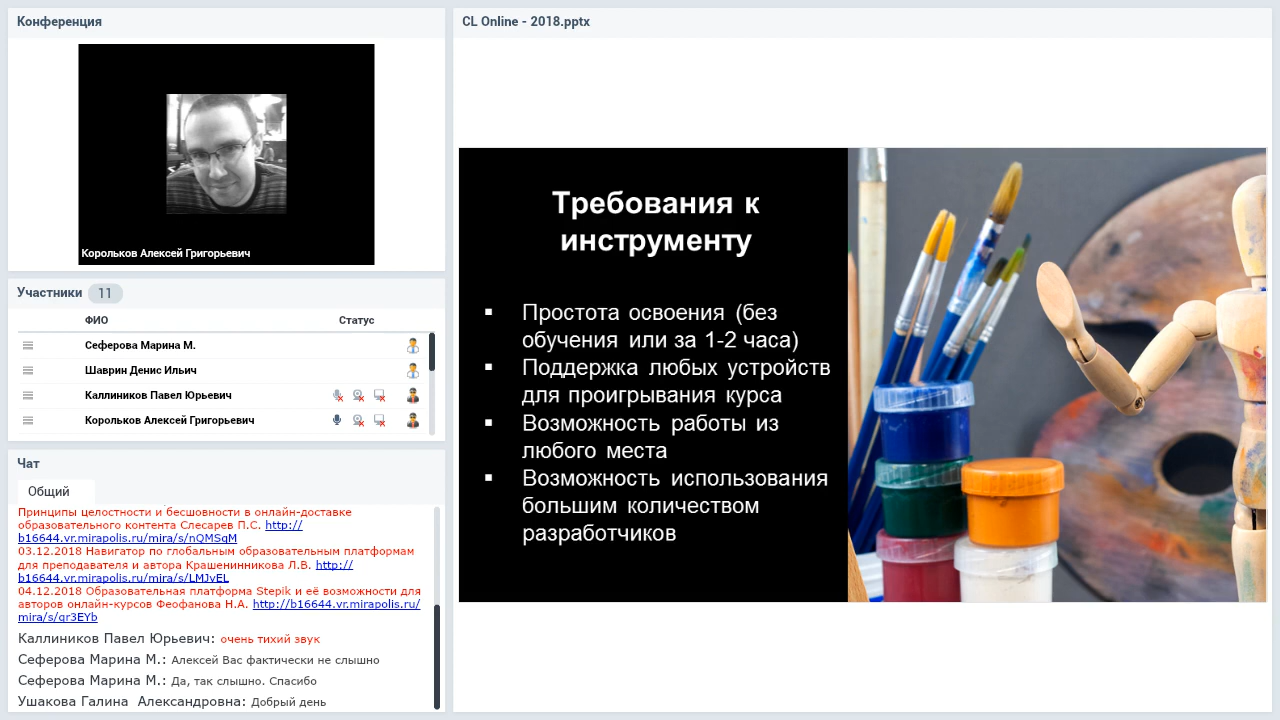 Конференция
Корольков Алексей Григорьевич
Участники 11
ФИО Статус
Сеферова Марина М.
Шаврин Денис Ильич
Каллиников Павел Юрьевич
Корольков Алексей Григорьевич
Чат
Общий
Принципы целостности и бесшовности в онлайн-доставке
образовательного контента Слесарев П.С. http://
b16644.vr.mirapolis.ru/mira/s/nQMSqM
03.12.2018 Навигатор по глобальным образовательным платформам
для преподавателя и автора Крашенинникова Л.В. http://
b16644.vr.mirapolis.ru/mira/s/LMJvEL
04.12.2018 Образовательная платформа Stepik и её возможности для
авторов онлайн-курсов Феофанова Н.А. http://b16644.vr.mirapolis.ru/
mira/s/qr3EYb
Каллиников Павел Юрьевич: очень тихий звук
Сеферова Марина М.: Алексей Вас фактически не слышно
Сеферова Марина М.: Да, так слышно. Спасибо
Ушакова Галина Александровна: Добрый день
CL Online - 2018.pptx
Требования к
инструменту
▪ Простота освоения (без
обучения или за 1-2 часа)
▪ Поддержка любых устройств
для проигрывания курса
▪ Возможность работы из
любого места
▪ Возможность использования
большим количеством
разработчиков